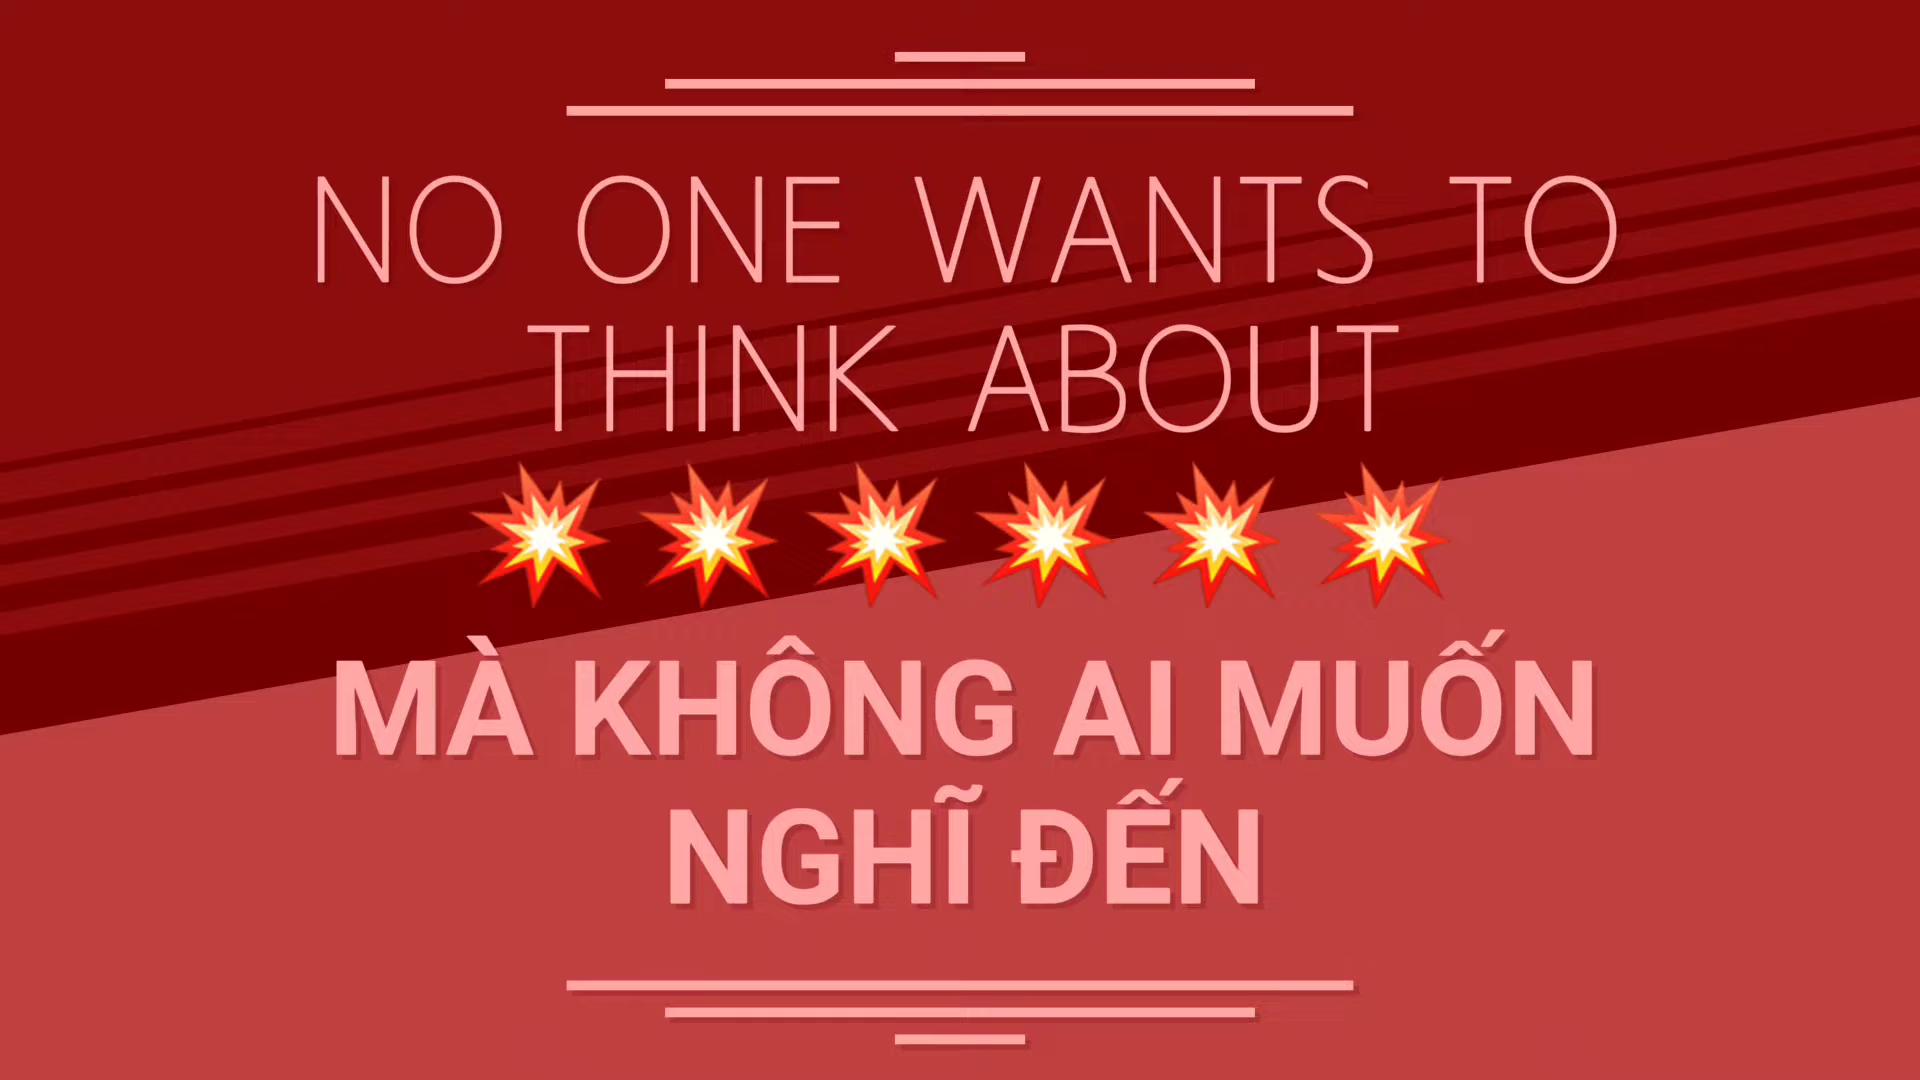 NO ONE WANTS TO
THINK ABOUT
💥 💥 💥 💥 💥 💥
MÀ KHÔNG AI MUỐN
NGHĨ ĐẾN